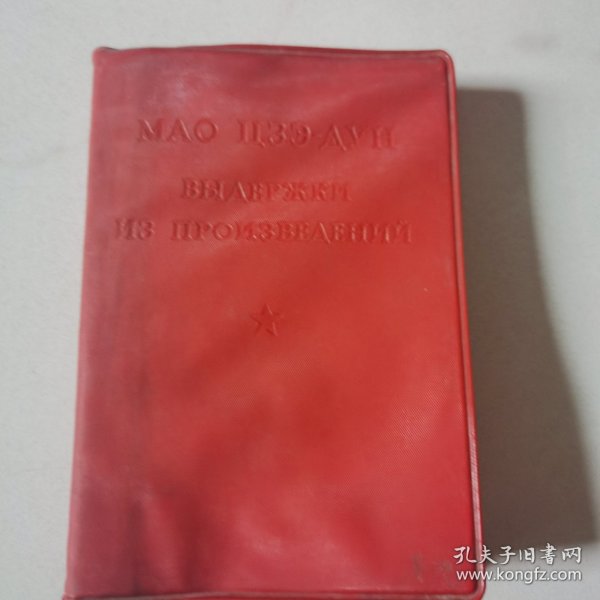 МАО ЦЗЭ-ДУН
ВЫДЕРЖКИ
ИЗ ПРОИЗВЕДЕНИЙ
孔夫子旧书网
www.kongfz.com